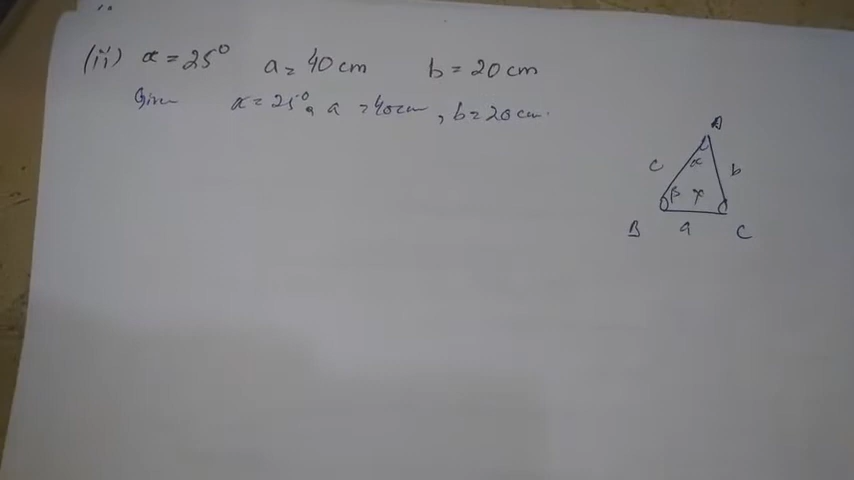 (ii) α = 25° a = 40 cm b = 20 cm
Given α = 25°, a = 40cm, b = 20cm.
A
c α b
β γ
B a C